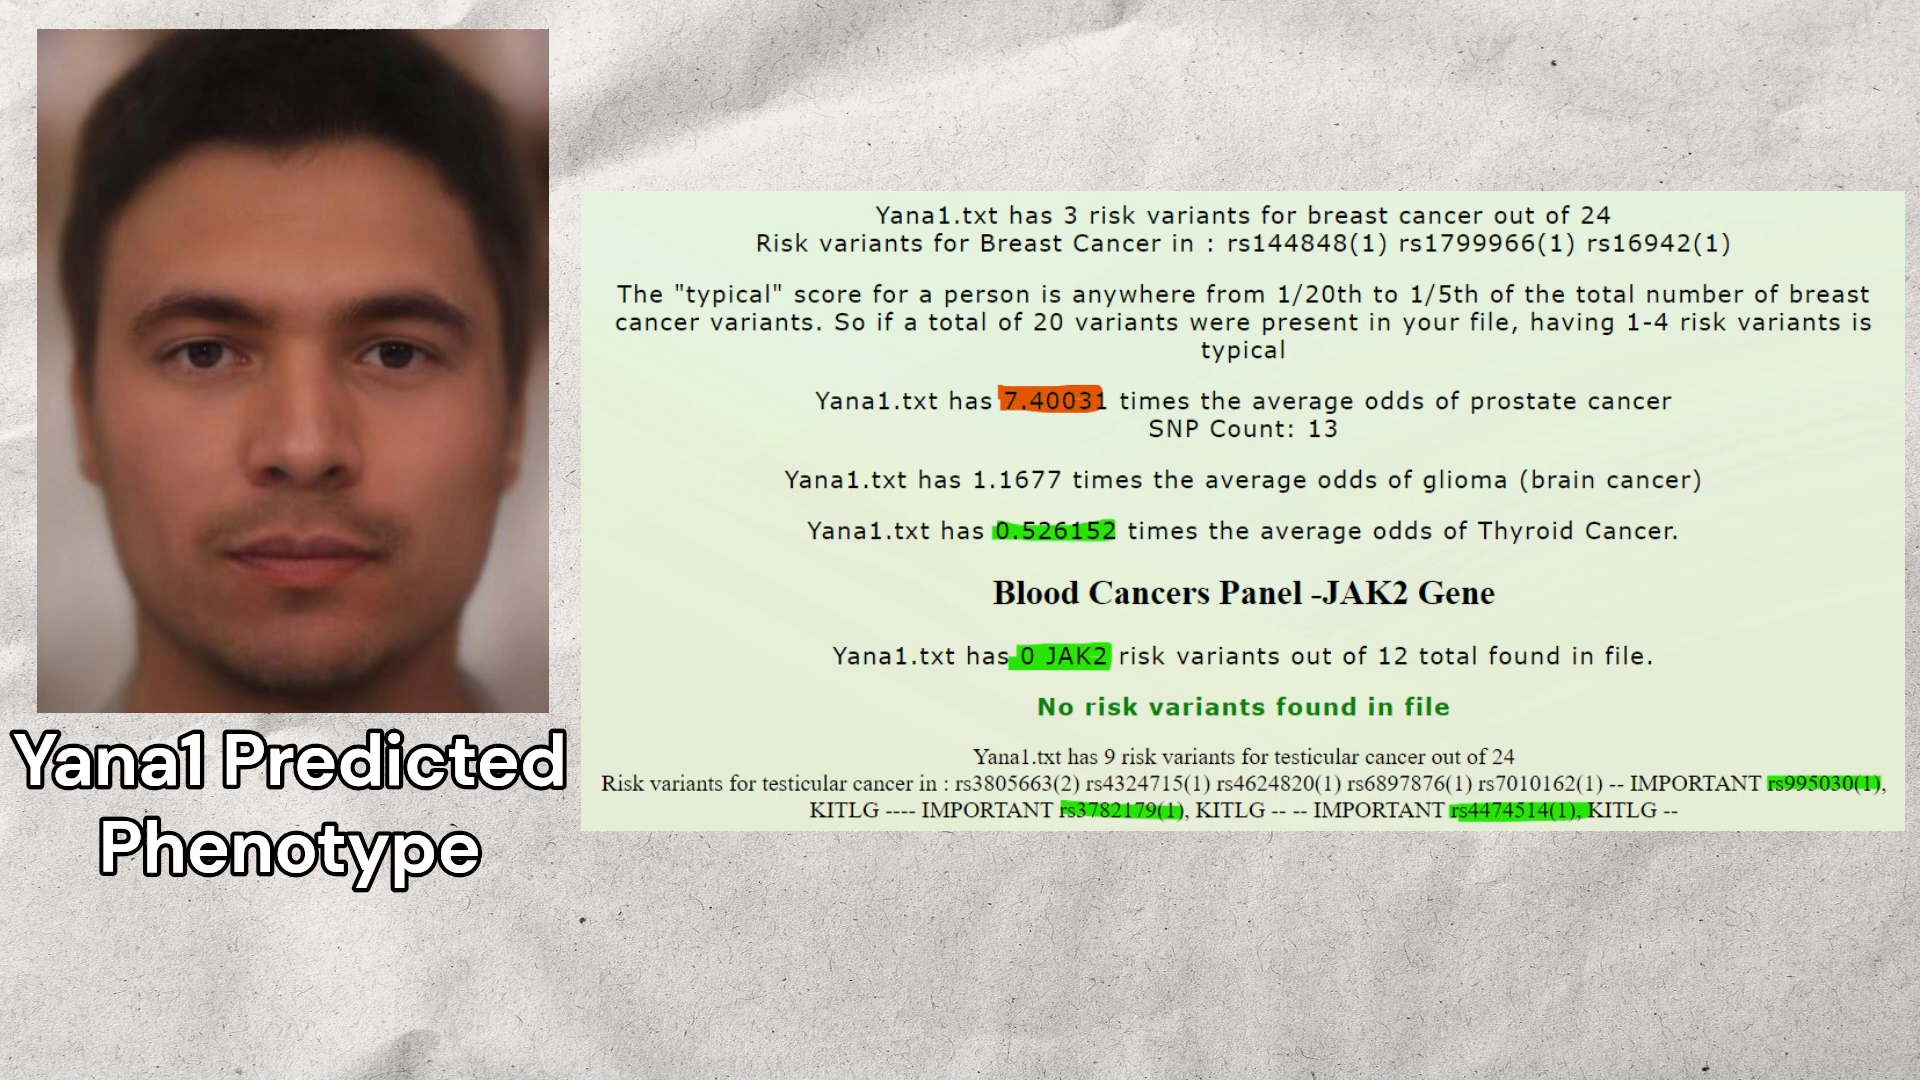 Yana1 Predicted
Phenotype
Yana1.txt has 3 risk variants for breast cancer out of 24
Risk variants for Breast Cancer in : rs144848(1) rs1799966(1) rs16942(1)
The "typical" score for a person is anywhere from 1/20th to 1/5th of the total number of breast
cancer variants. So if a total of 20 variants were present in your file, having 1-4 risk variants is
typical
Yana1.txt has 7.40031 times the average odds of prostate cancer
SNP Count: 13
Yana1.txt has 1.1677 times the average odds of glioma (brain cancer)
Yana1.txt has 0.526152 times the average odds of Thyroid Cancer.
Blood Cancers Panel -JAK2 Gene
Yana1.txt has 0 JAK2 risk variants out of 12 total found in file.
No risk variants found in file
Yana1.txt has 9 risk variants for testicular cancer out of 24
Risk variants for testicular cancer in : rs3805663(2) rs4324715(1) rs4624820(1) rs6897876(1) rs7010162(1) -- IMPORTANT rs995030(1),
KITLG ---- IMPORTANT rs3782179(1), KITLG -- -- IMPORTANT rs4474514(1), KITLG --